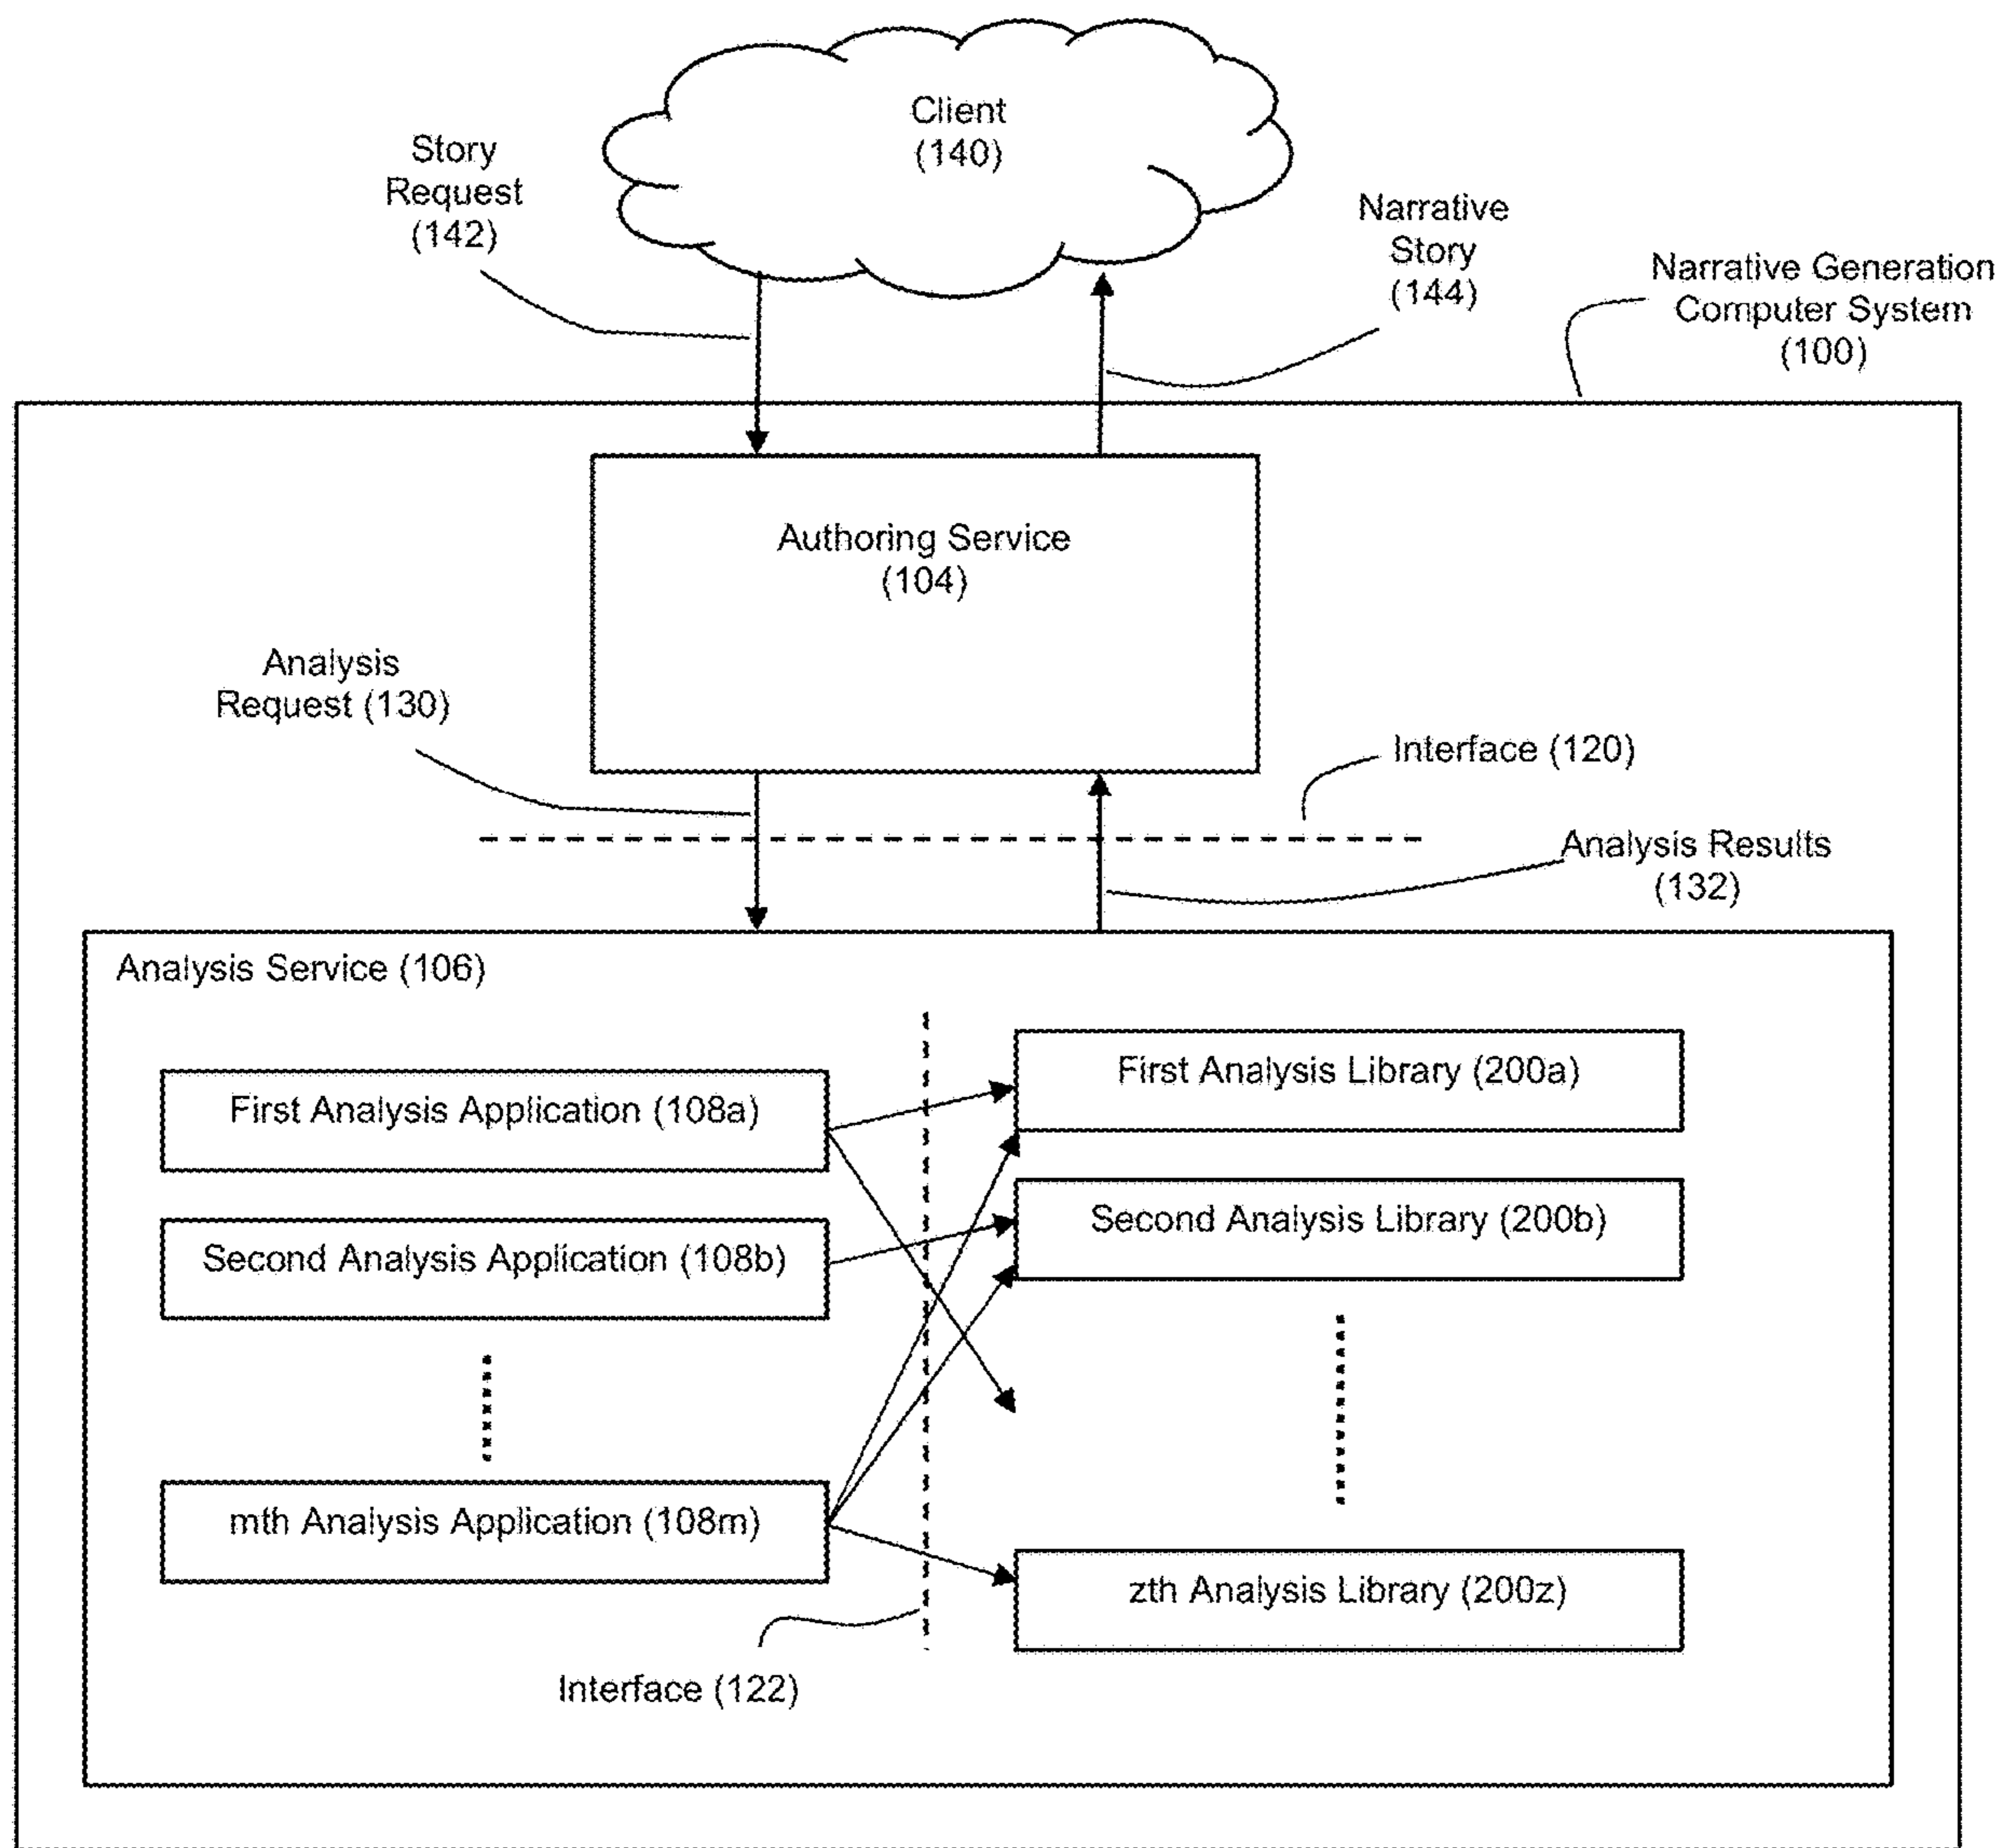 Client
(140)
Story
Request
(142)
Narrative
Story
(144)
Narrative Generation
Computer System
(100)
Authoring Service
(104)
Analysis
Request (130)
Interface (120)
Analysis Results
(132)
Analysis Service (106)
First Analysis Application (108a)
First Analysis Library (200a)
Second Analysis Application (108b)
Second Analysis Library (200b)
mth Analysis Application (108m)
zth Analysis Library (200z)
Interface (122)